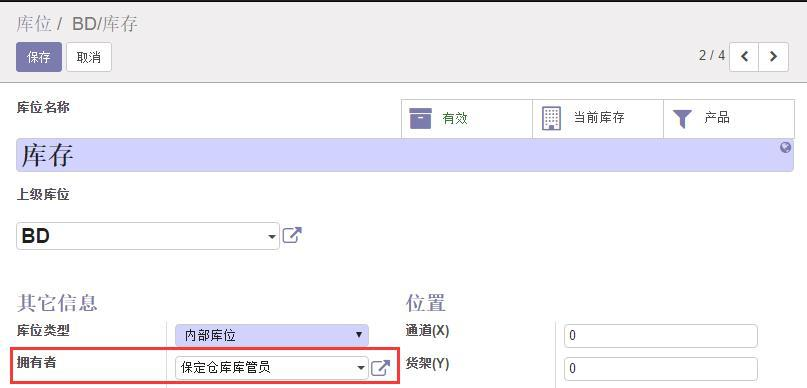 库位 / BD/库存
保存 取消
2 / 4
库位名称
有效 当前库存 产品
库存
上级库位
BD
其它信息 位置
库位类型 内部库位 通道(X) 0
拥有者 保定仓库库管员 货架(Y) 0